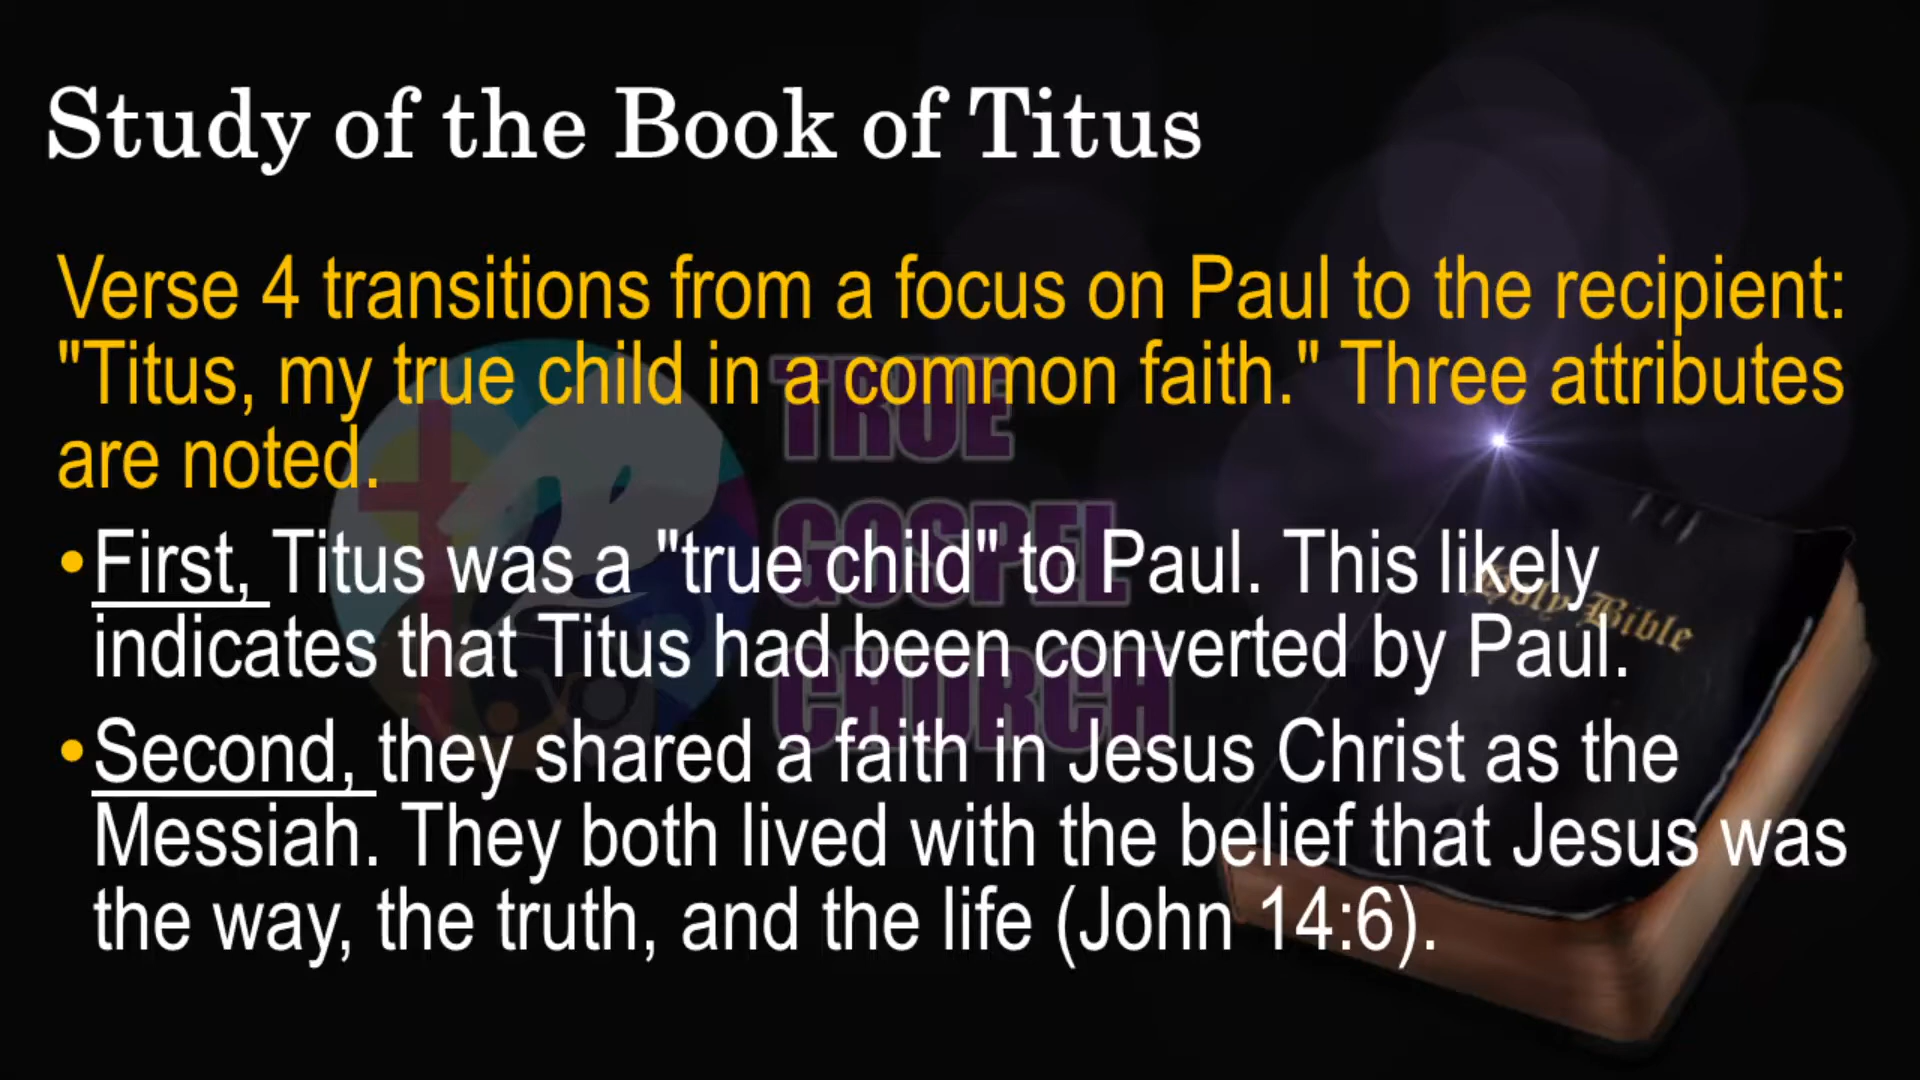 Study of the Book of Titus
Verse 4 transitions from a focus on Paul to the recipient:
"Titus, my true child in a common faith." Three attributes
are noted.
•First, Titus was a "true child" to Paul. This likely
indicates that Titus had been converted by Paul.
•Second, they shared a faith in Jesus Christ as the
Messiah. They both lived with the belief that Jesus was
the way, the truth, and the life (John 14:6).
TRUE
GOSPEL
CHURCH
Holy Bible